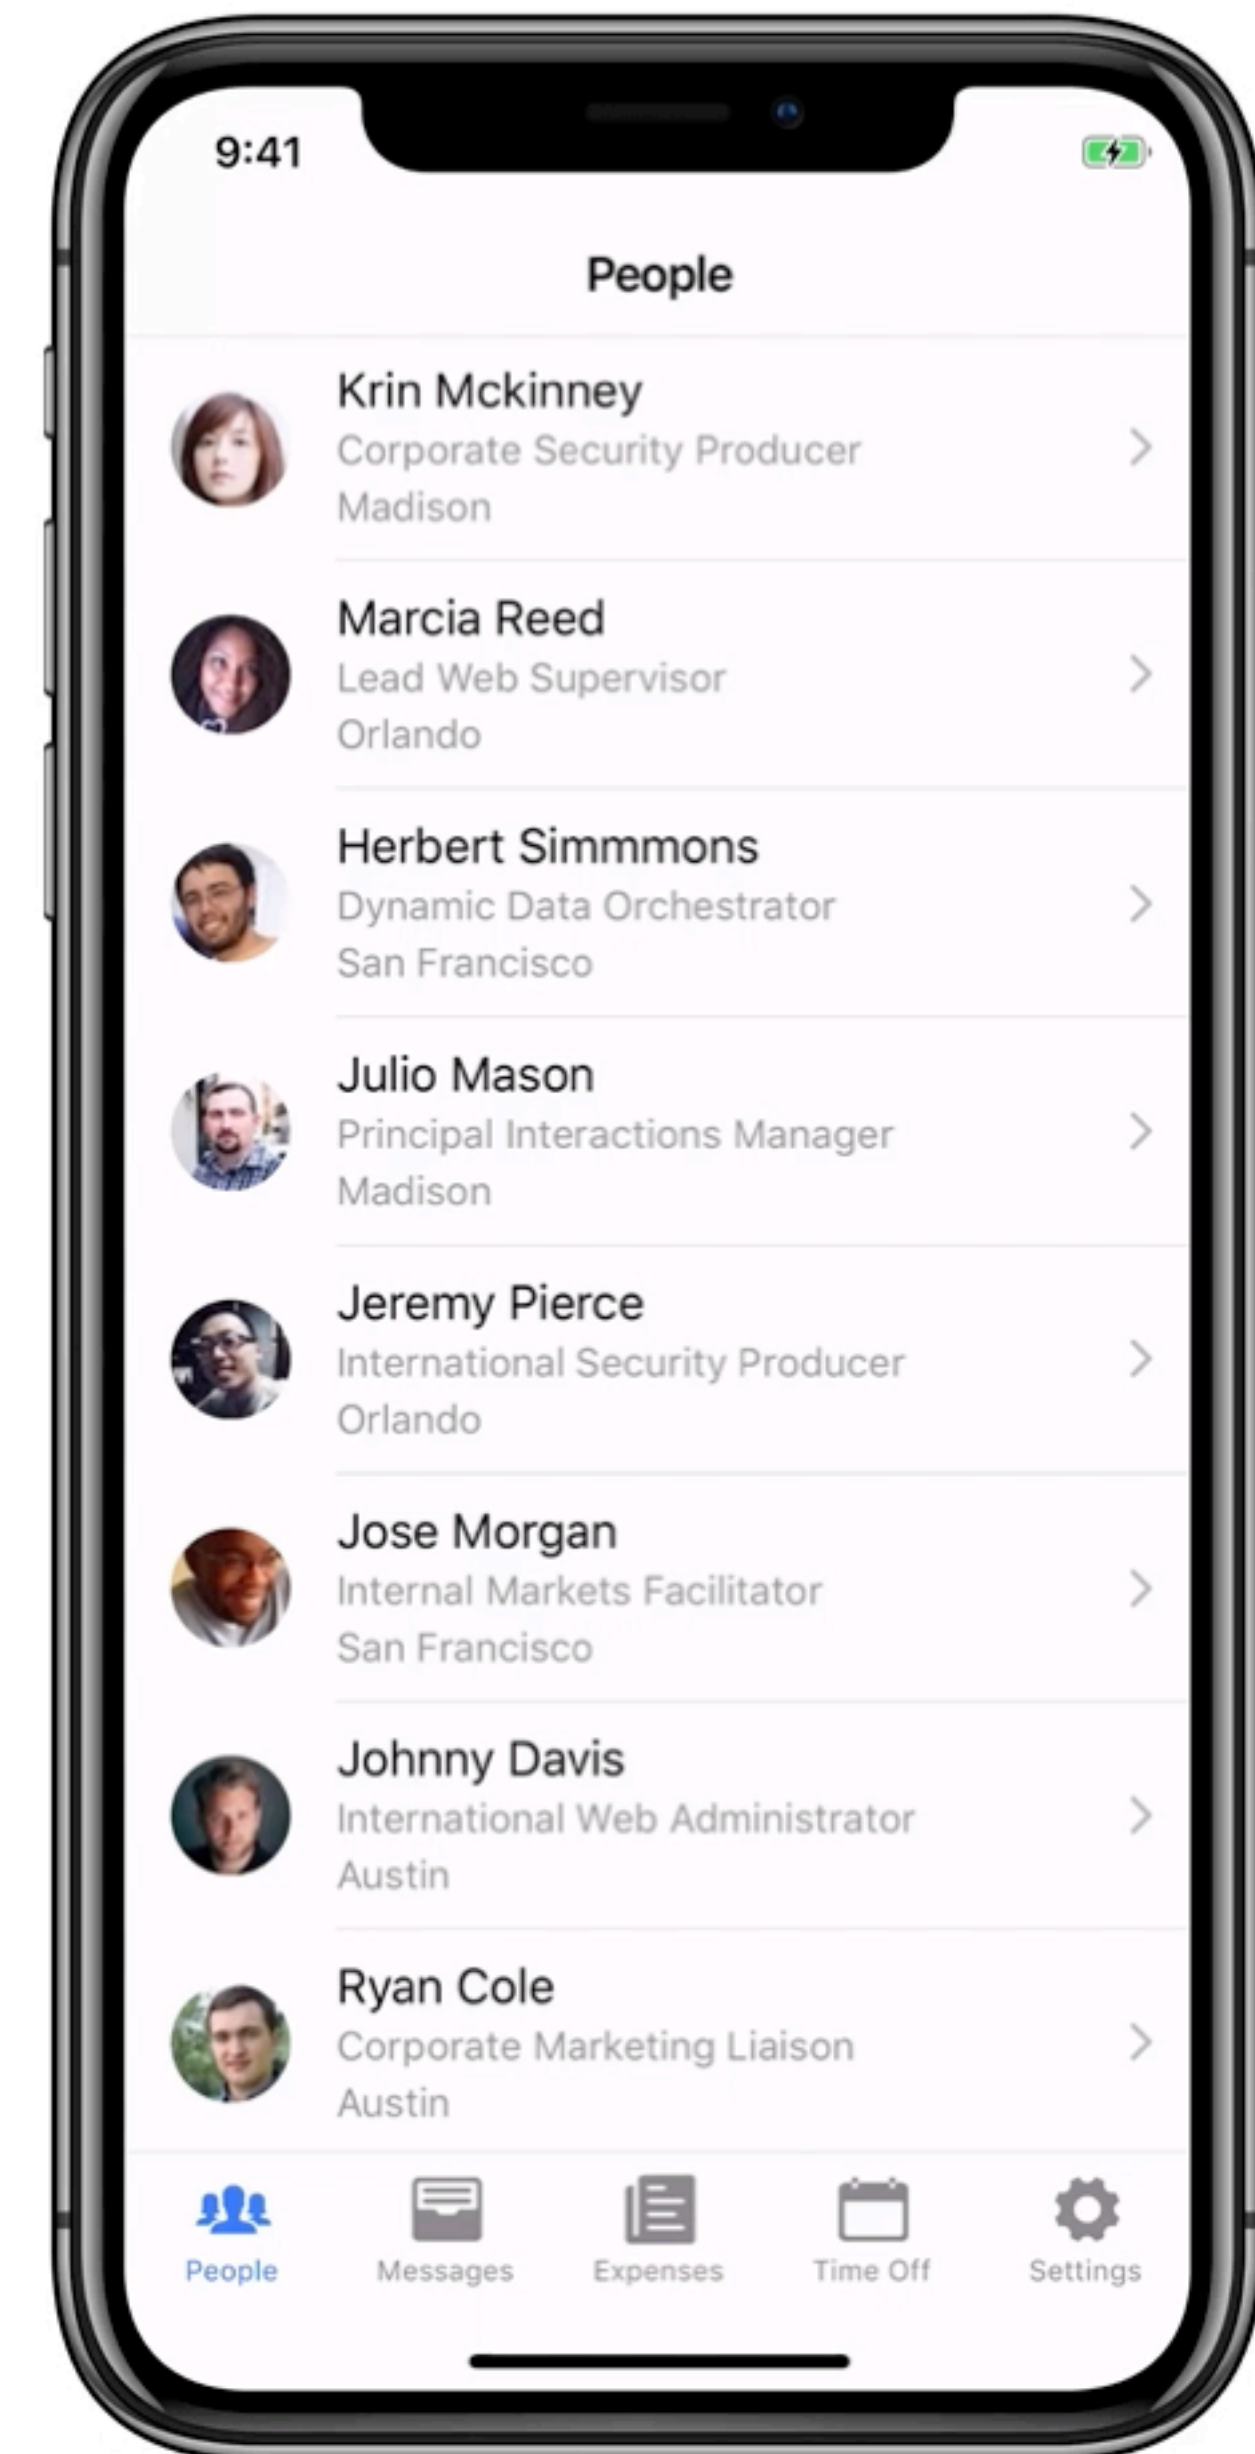 9:41
People
Krin Mckinney
Corporate Security Producer
Madison
Marcia Reed
Lead Web Supervisor
Orlando
Herbert Simmmons
Dynamic Data Orchestrator
San Francisco
Julio Mason
Principal Interactions Manager
Madison
Jeremy Pierce
International Security Producer
Orlando
Jose Morgan
Internal Markets Facilitator
San Francisco
Johnny Davis
International Web Administrator
Austin
Ryan Cole
Corporate Marketing Liaison
Austin
People Messages Expenses Time Off Settings